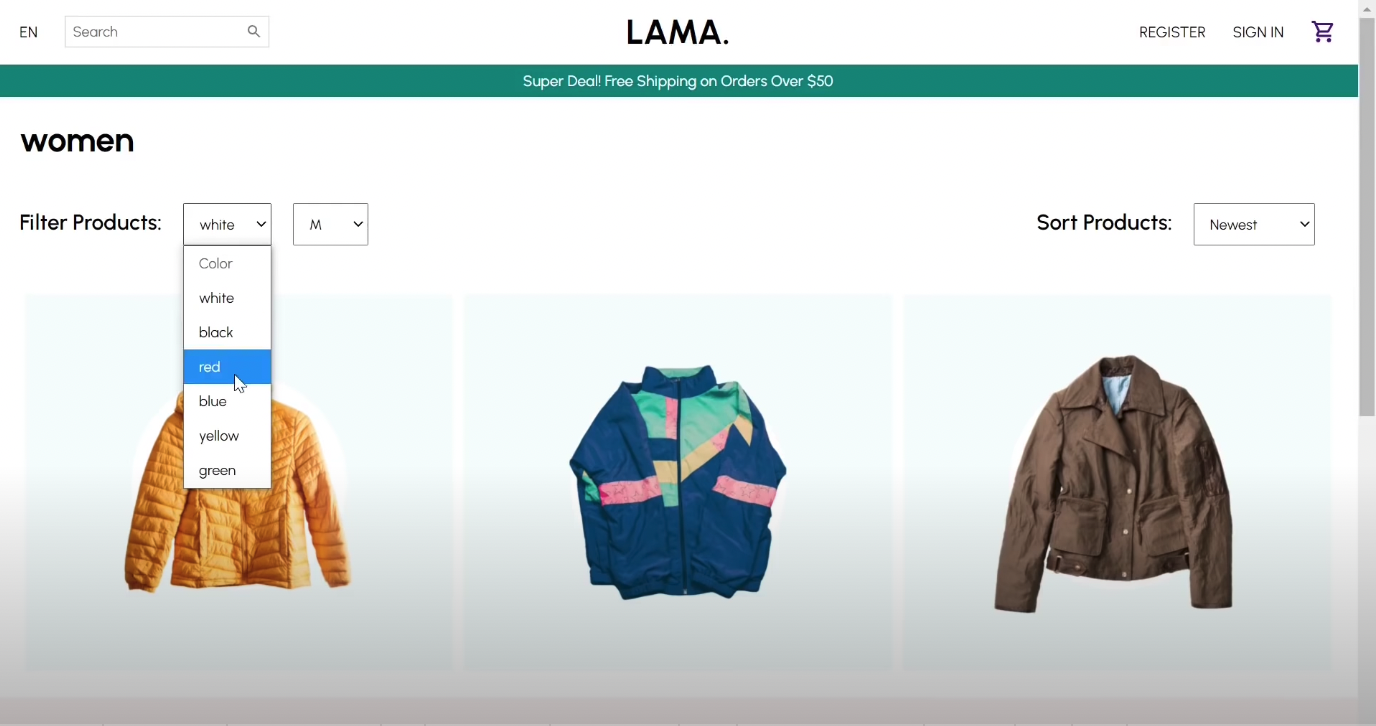 EN
Search
LAMA.
REGISTER
SIGN IN
Super Deal! Free Shipping on Orders Over $50
women
Filter Products:
white
M
Sort Products:
Newest
Color
white
black
red
blue
yellow
green